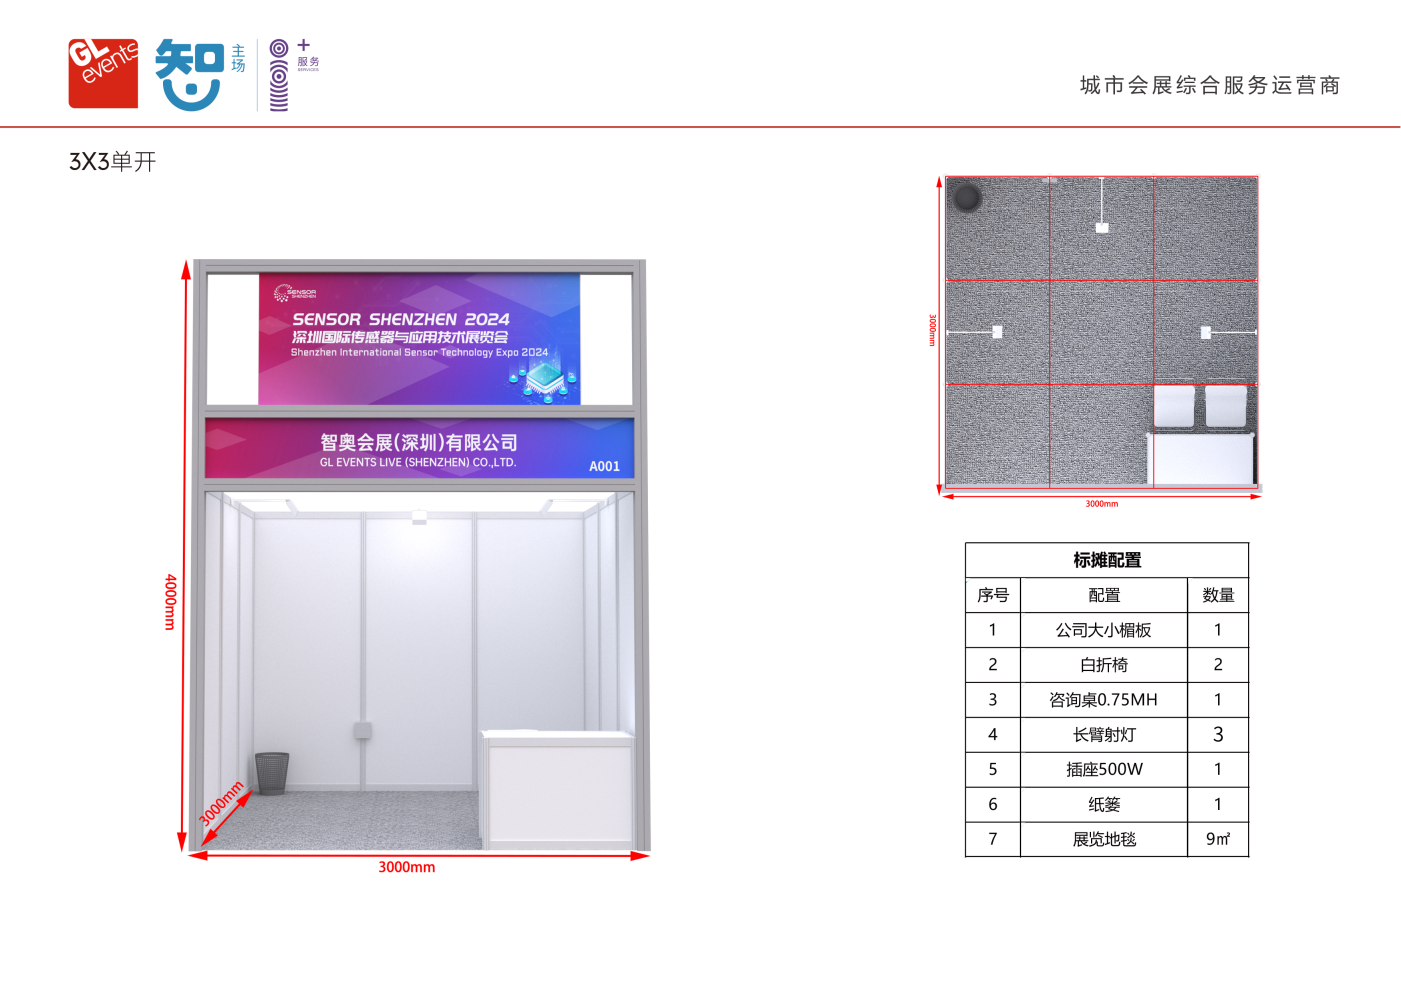 GL
events
智
主场
+
服务
SERVICES
城市会展综合服务运营商
3X3单开
SENSOR
SHENZHEN
SENSOR SHENZHEN 2024
深圳国际传感器与应用技术展览会
Shenzhen International Sensor Technology Expo 2024
智奥会展(深圳)有限公司
GL EVENTS LIVE (SHENZHEN) CO.,LTD.
A001
4000mm
3000mm
3000mm
3000mm
3000mm
标摊配置
序号 配置 数量
1 公司大小楣板 1
2 白折椅 2
3 咨询桌0.75MH 1
4 长臂射灯 3
5 插座500W 1
6 纸篓 1
7 展览地毯 9㎡